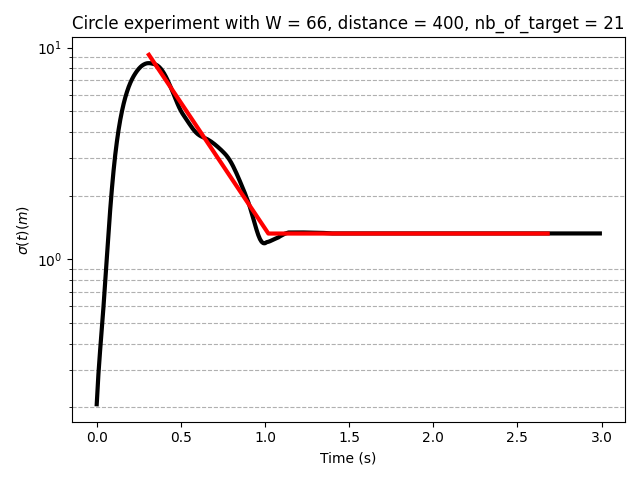 Circle experiment with W = 66, distance = 400, nb_of_target = 21
10¹
10⁰
σ(t)(m)
0.0 0.5 1.0 1.5 2.0 2.5 3.0
Time (s)